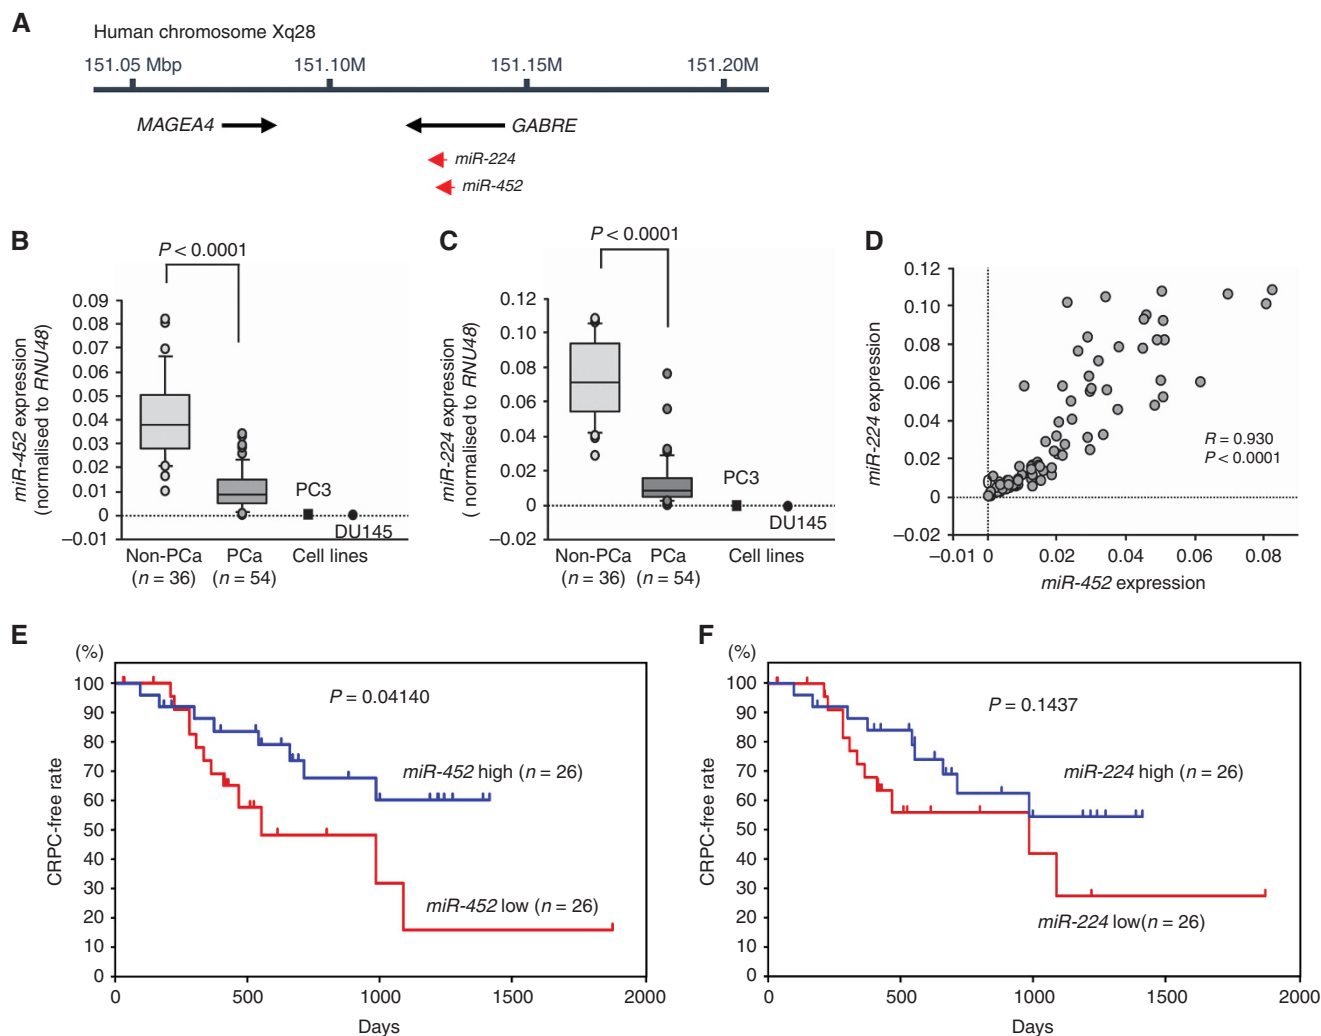 A
Human chromosome Xq28
151.05 Mbp 151.10M 151.15M 151.20M
MAGEA4 GABRE
miR-224
miR-452
B
P < 0.0001
miR-452 expression
(normalised to RNU48)
0.09
0.08
0.07
0.06
0.05
0.04
0.03
0.02
0.01
0
−0.01
PC3
DU145
Non-PCa PCa Cell lines
(n = 36) (n = 54)
C
P < 0.0001
miR-224 expression
( normalised to RNU48)
0.12
0.10
0.08
0.06
0.04
0.02
0
−0.02
PC3
DU145
Non-PCa PCa Cell lines
(n = 36) (n = 54)
D
miR-224 expression
0.12
0.10
0.08
0.06
0.04
0.02
0
−0.02
R = 0.930
P < 0.0001
−0.01 0 0.02 0.04 0.06 0.08
miR-452 expression
E
(%)
CRPC-free rate
100
90
80
70
60
50
40
30
20
10
0
P = 0.04140
miR-452 high (n = 26)
miR-452 low (n = 26)
0 500 1000 1500 2000
Days
F
(%)
CRPC-free rate
100
90
80
70
60
50
40
30
20
10
0
P = 0.1437
miR-224 high (n = 26)
miR-224 low(n = 26)
0 500 1000 1500 2000
Days